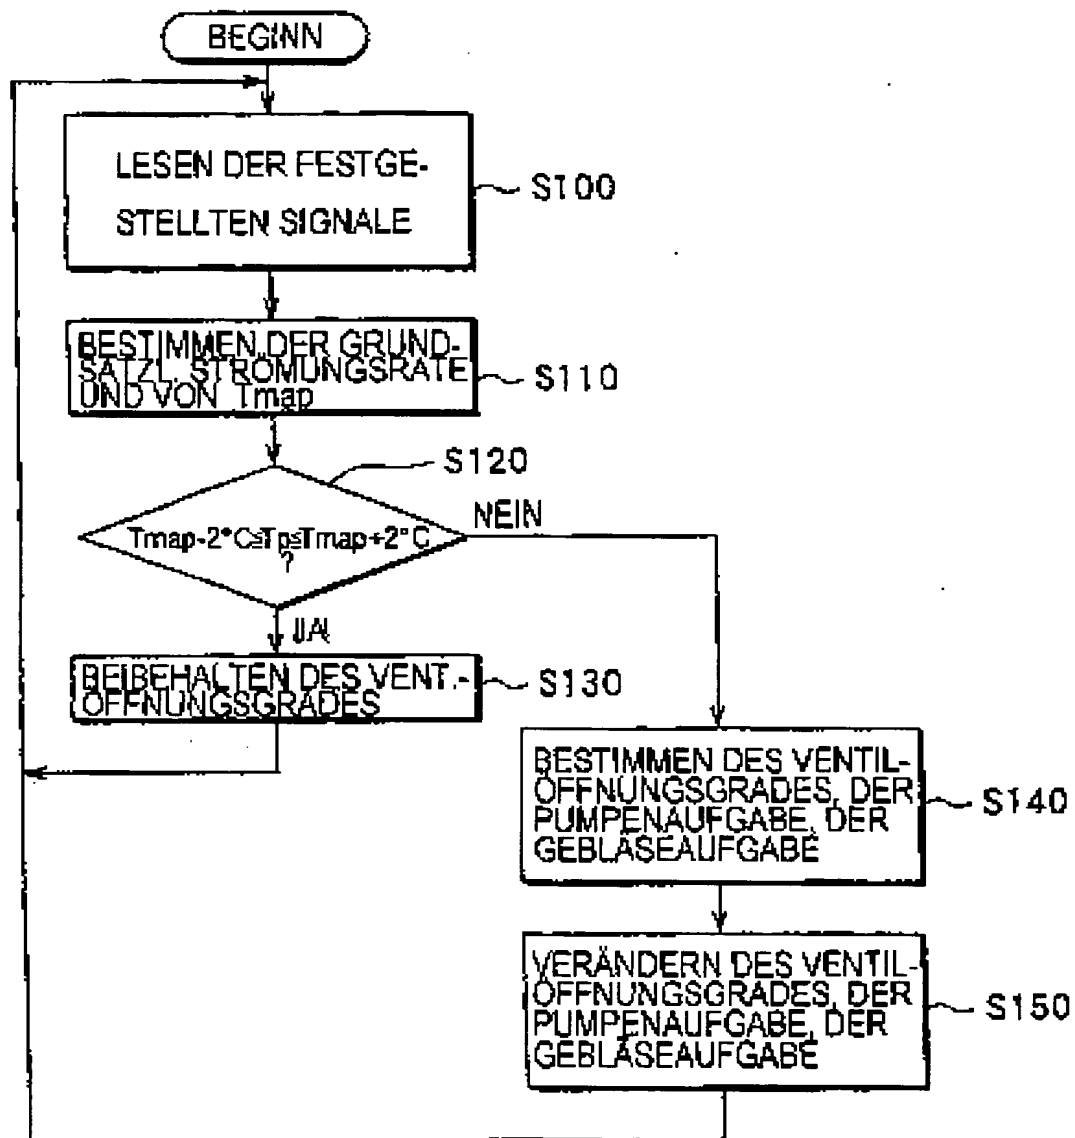 BEGINN
LESEN DER FESTGE-
STELLTEN SIGNALE
S100
BESTIMMEN DER GRUND-
SATZL. STRÖMUNGSRATE
UND VON Tmap
S110
S120
Tmap-2°C≦Tp≦Tmap+2°C
?
NEIN
JA
BEIBEHALTEN DES VENT.-
ÖFFNUNGSGRADES
S130
BESTIMMEN DES VENTIL-
ÖFFNUNGSGRADES, DER
PUMPENAUFGABE, DER
GEBLÄSEAUFGABE
S140
VERÄNDERN DES VENTIL-
ÖFFNUNGSGRADES, DER
PUMPENAUFGABE, DER
GEBLÄSEAUFGABE
S150